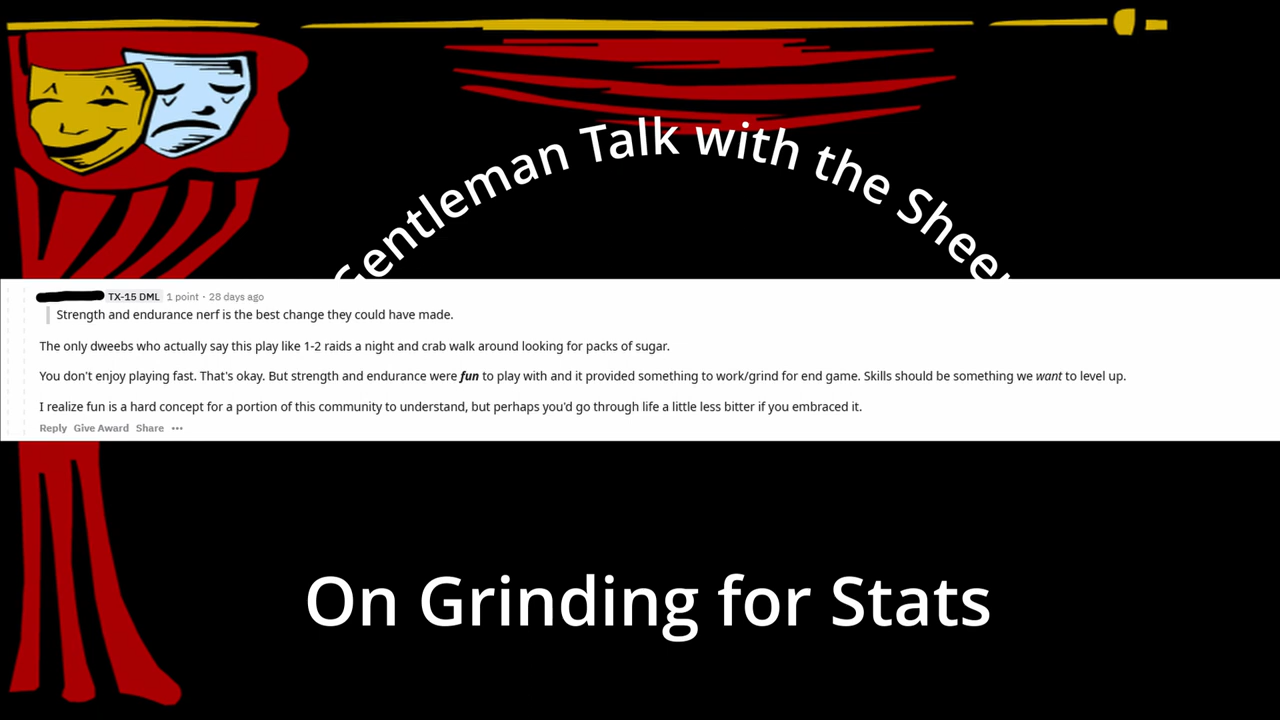 Gentleman Talk with the Sheer
TX-15 DML 1 point · 28 days ago
Strength and endurance nerf is the best change they could have made.
The only dweebs who actually say this play like 1-2 raids a night and crab walk around looking for packs of sugar.
You don't enjoy playing fast. That's okay. But strength and endurance were fun to play with and it provided something to work/grind for end game. Skills should be something we want to level up.
I realize fun is a hard concept for a portion of this community to understand, but perhaps you'd go through life a little less bitter if you embraced it.
Reply Give Award Share •••
On Grinding for Stats